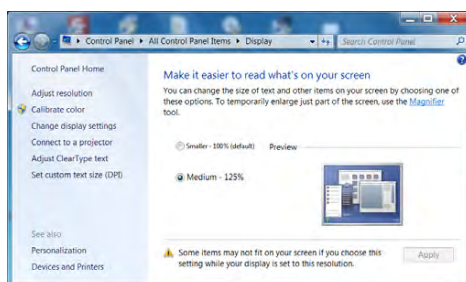 Control Panel ▸ All Control Panel Items ▸ Display
Search Control Panel
Control Panel Home
Adjust resolution
Calibrate color
Change display settings
Connect to a projector
Adjust ClearType text
Set custom text size (DPI)
See also
Personalization
Devices and Printers
Make it easier to read what's on your screen
You can change the size of text and other items on your screen by choosing one of
these options. To temporarily enlarge just part of the screen, use the Magnifier
tool.
Smaller - 100% (default)
Preview
Medium - 125%
Some items may not fit on your screen if you choose this
setting while your display is set to this resolution.
Apply